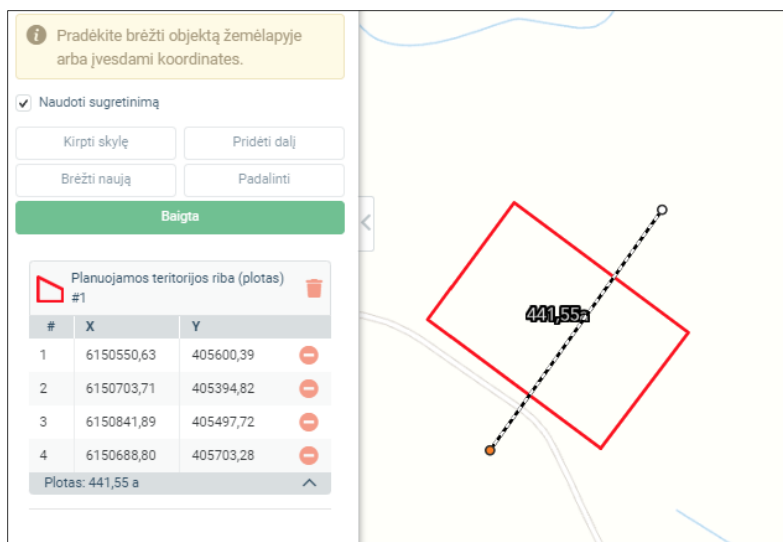 Pradėkite brėžti objektą žemėlapyje
arba įvesdami koordinates.
Naudoti sugretinimą
Kirpti skylę Pridėti dalį
Brėžti naują Padalinti
Baigta
Planuojamos teritorijos riba (plotas)
#1
# X Y
1 6150550,63 405600,39
2 6150703,71 405394,82
3 6150841,89 405497,72
4 6150688,80 405703,28
Plotas: 441,55 a
441,55a